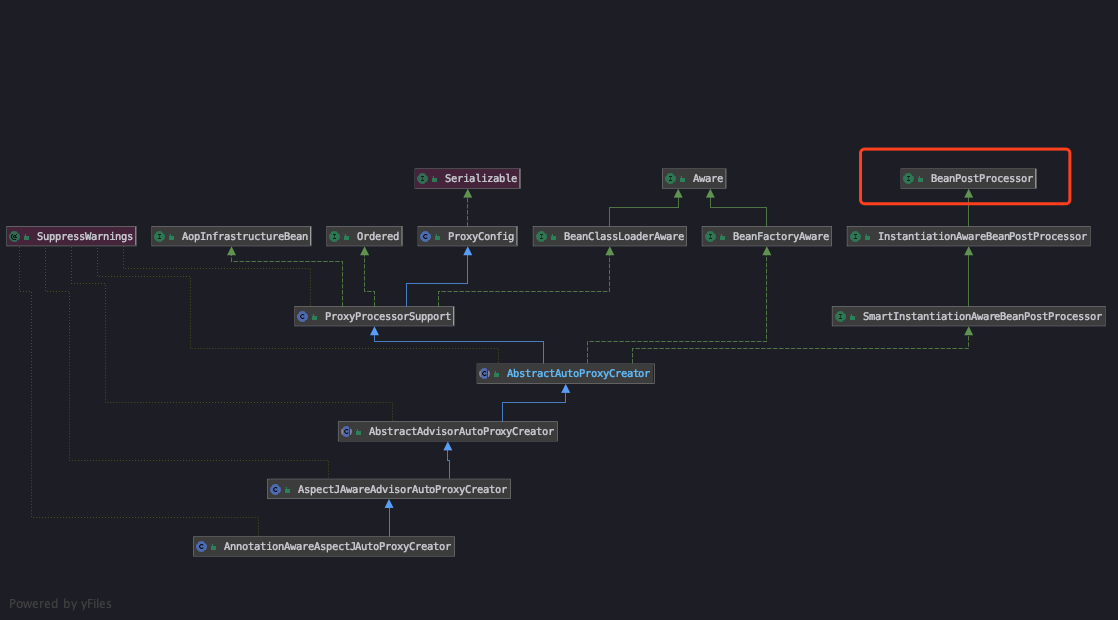 Serializable
Aware
BeanPostProcessor
SuppressWarnings
AopInfrastructureBean
Ordered
ProxyConfig
BeanClassLoaderAware
BeanFactoryAware
InstantiationAwareBeanPostProcessor
ProxyProcessorSupport
SmartInstantiationAwareBeanPostProcessor
AbstractAutoProxyCreator
AbstractAdvisorAutoProxyCreator
AspectJAwareAdvisorAutoProxyCreator
AnnotationAwareAspectJAutoProxyCreator
Powered by yFiles